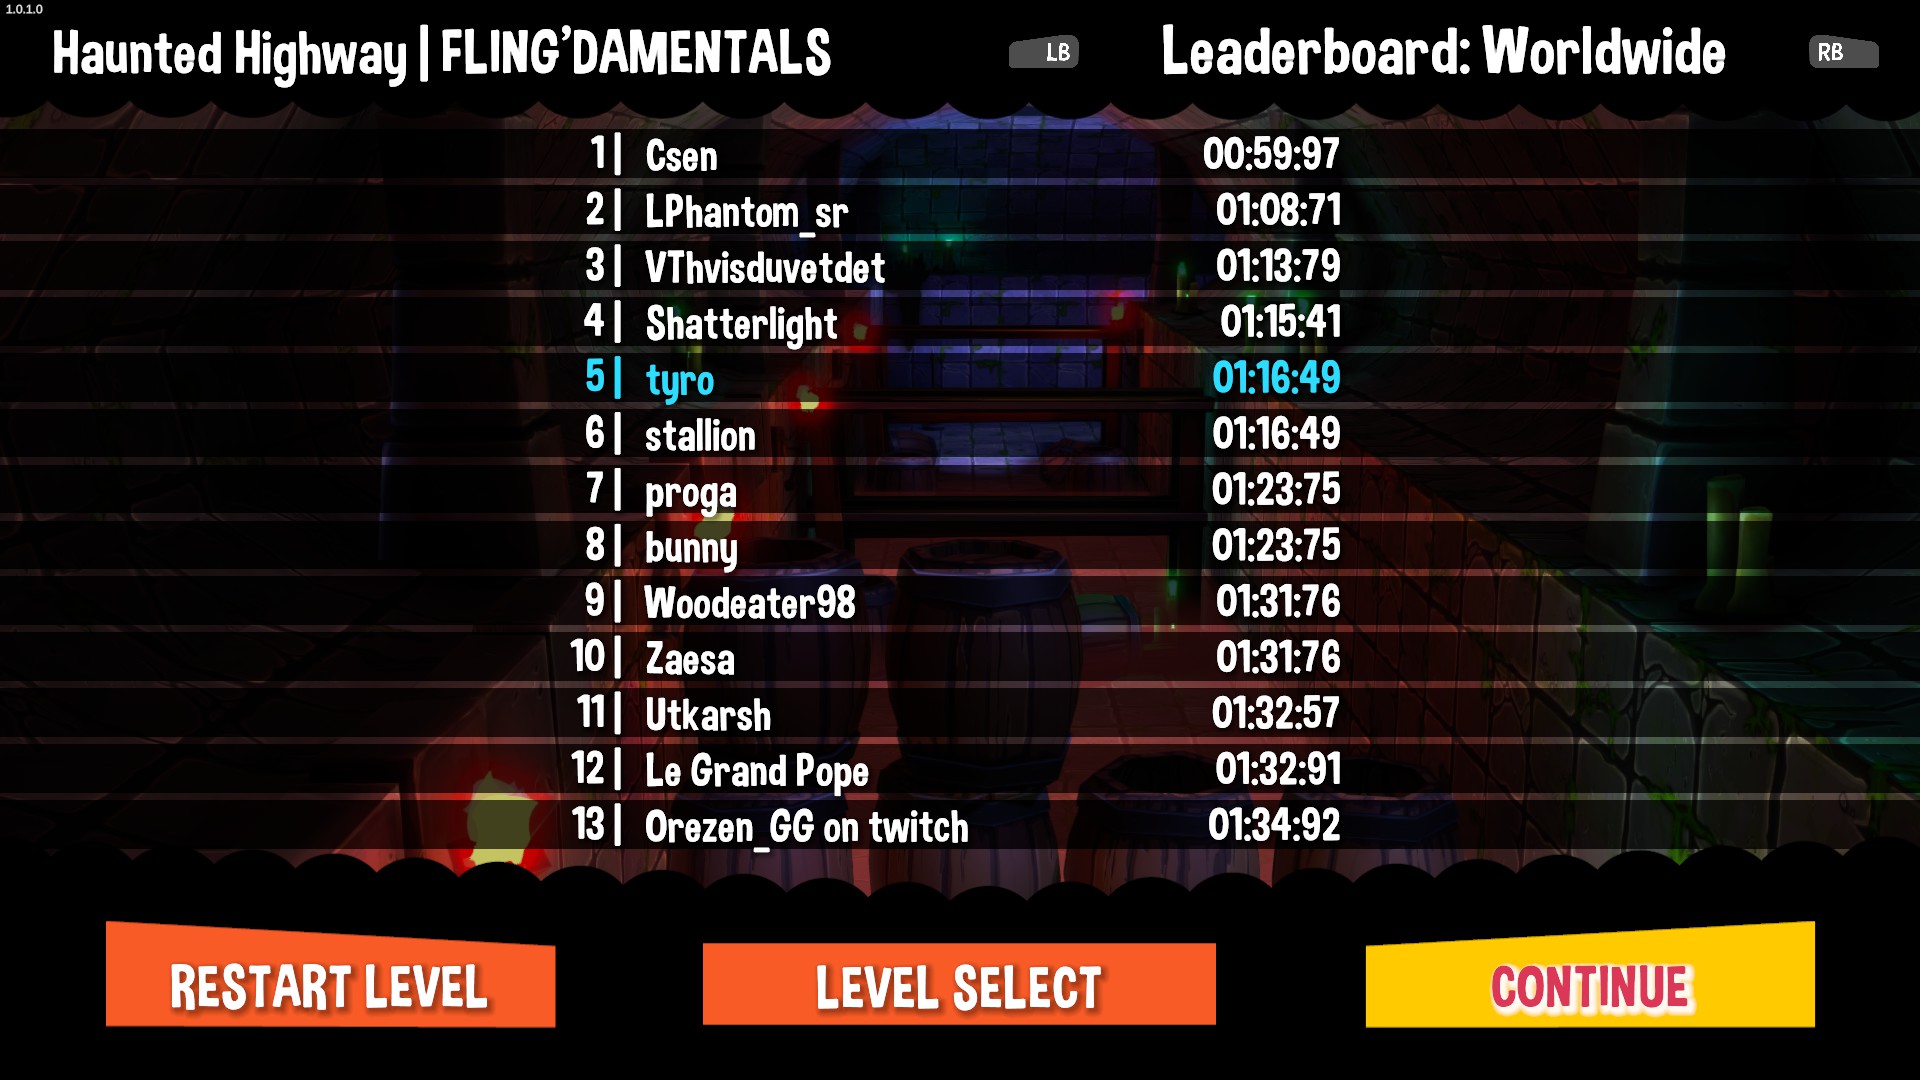 1.0.1.0
Haunted Highway | FLING'DAMENTALS LB Leaderboard: Worldwide RB
1 | Csen 00:59:97
2 | LPhantom_sr 01:08:71
3 | VThvisduvetdet 01:13:79
4 | Shatterlight 01:15:41
5 | tyro 01:16:49
6 | stallion 01:16:49
7 | proga 01:23:75
8 | bunny 01:23:75
9 | Woodeater98 01:31:76
10 | Zaesa 01:31:76
11 | Utkarsh 01:32:57
12 | Le Grand Pope 01:32:91
13 | Orezen_GG on twitch 01:34:92
RESTART LEVEL LEVEL SELECT CONTINUE